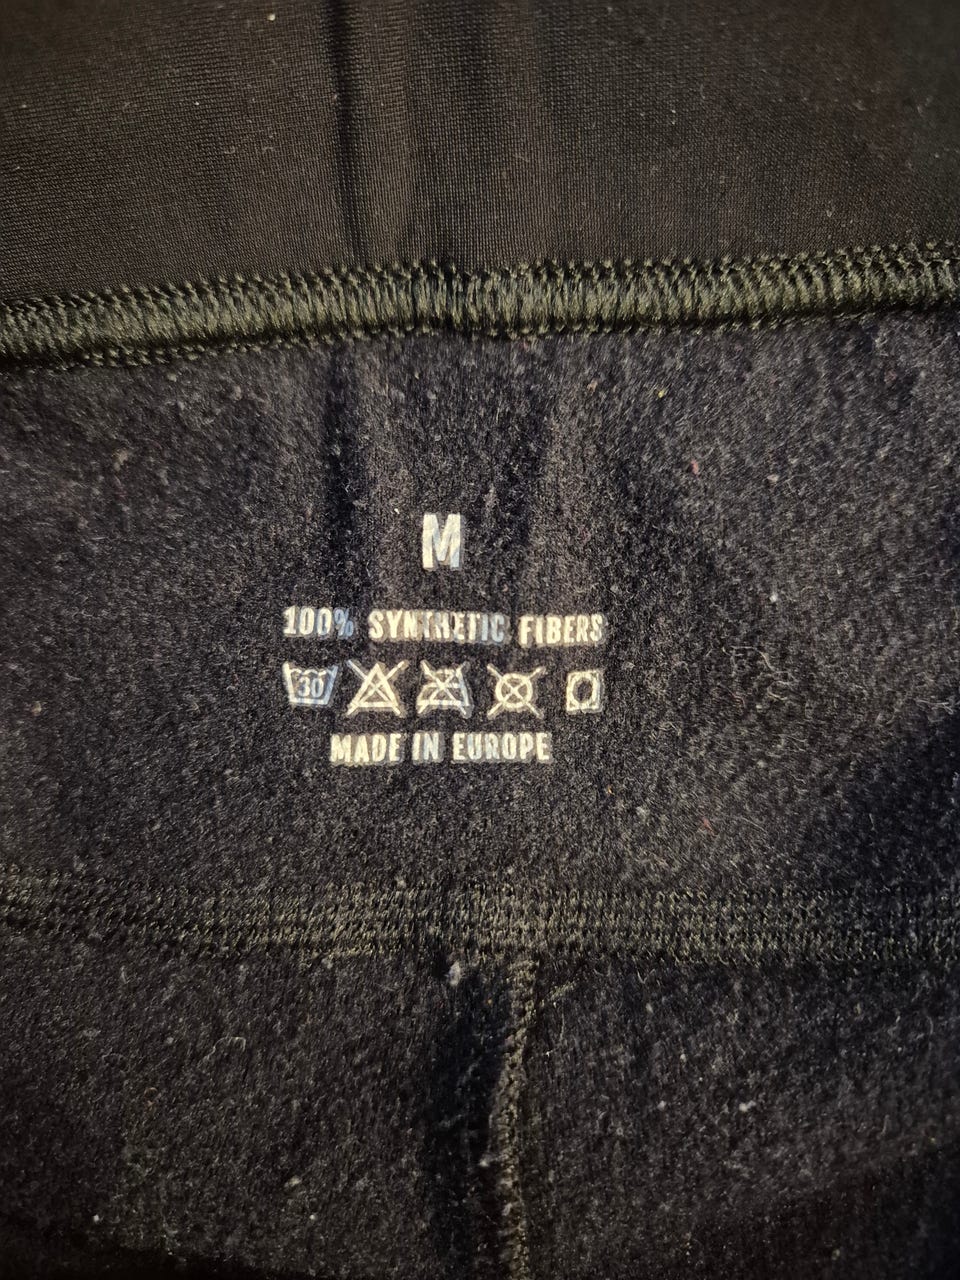 M
100% SYNTHETIC FIBERS
30
MADE IN EUROPE